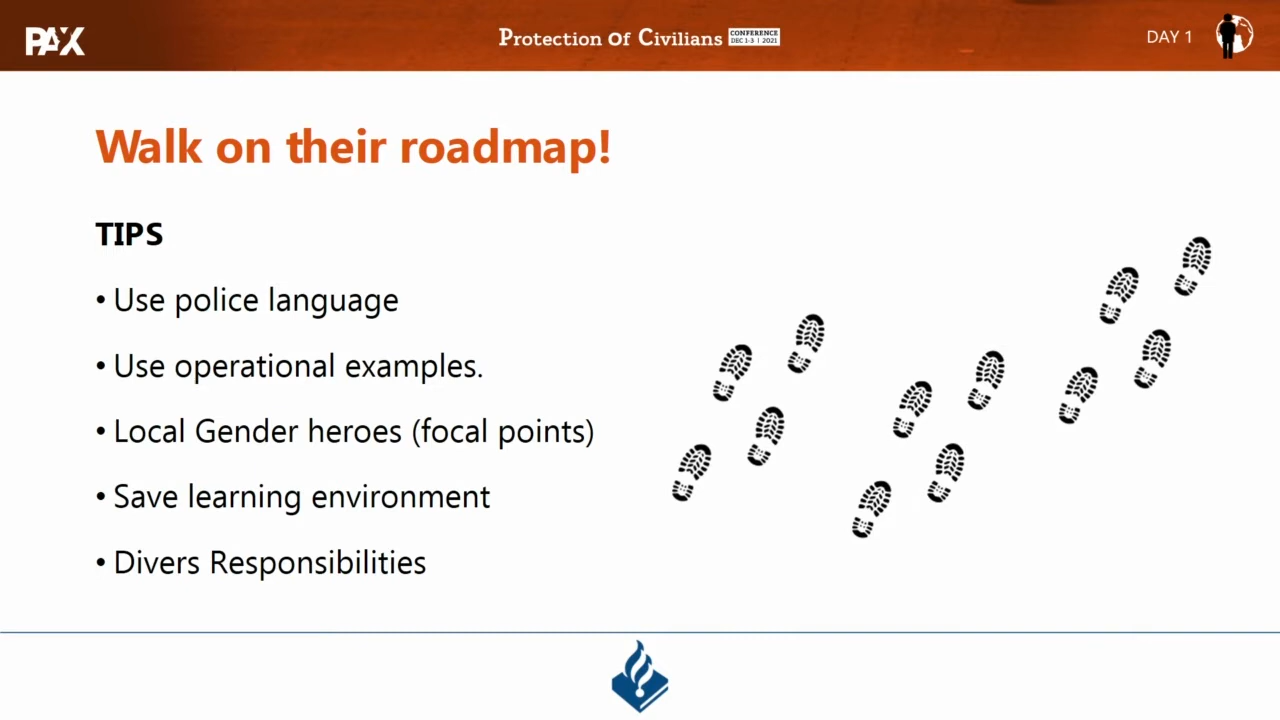 PAX
Protection of Civilians
CONFERENCE
DEC 1-3 | 2021
DAY 1
Walk on their roadmap!
TIPS
• Use police language
• Use operational examples.
• Local Gender heroes (focal points)
• Save learning environment
• Divers Responsibilities